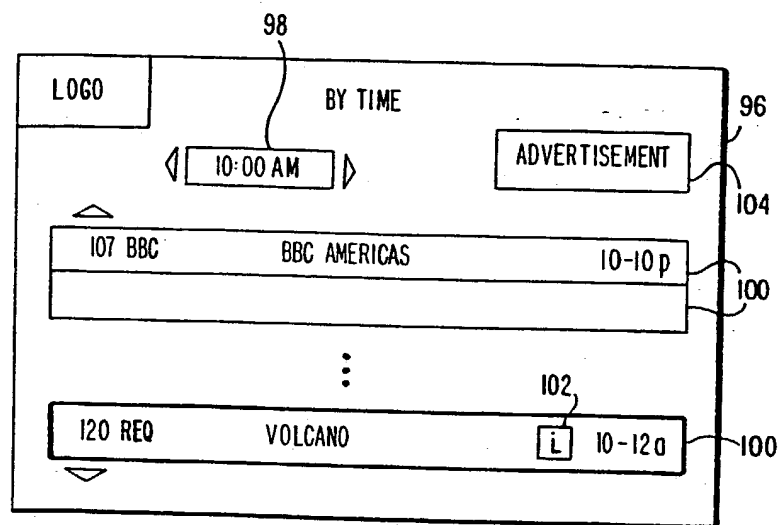 98
LOGO
BY TIME
96
10:00 AM
ADVERTISEMENT
104
107 BBC BBC AMERICAS 10-10p
100
102
120 REQ VOLCANO i 10-12a
100